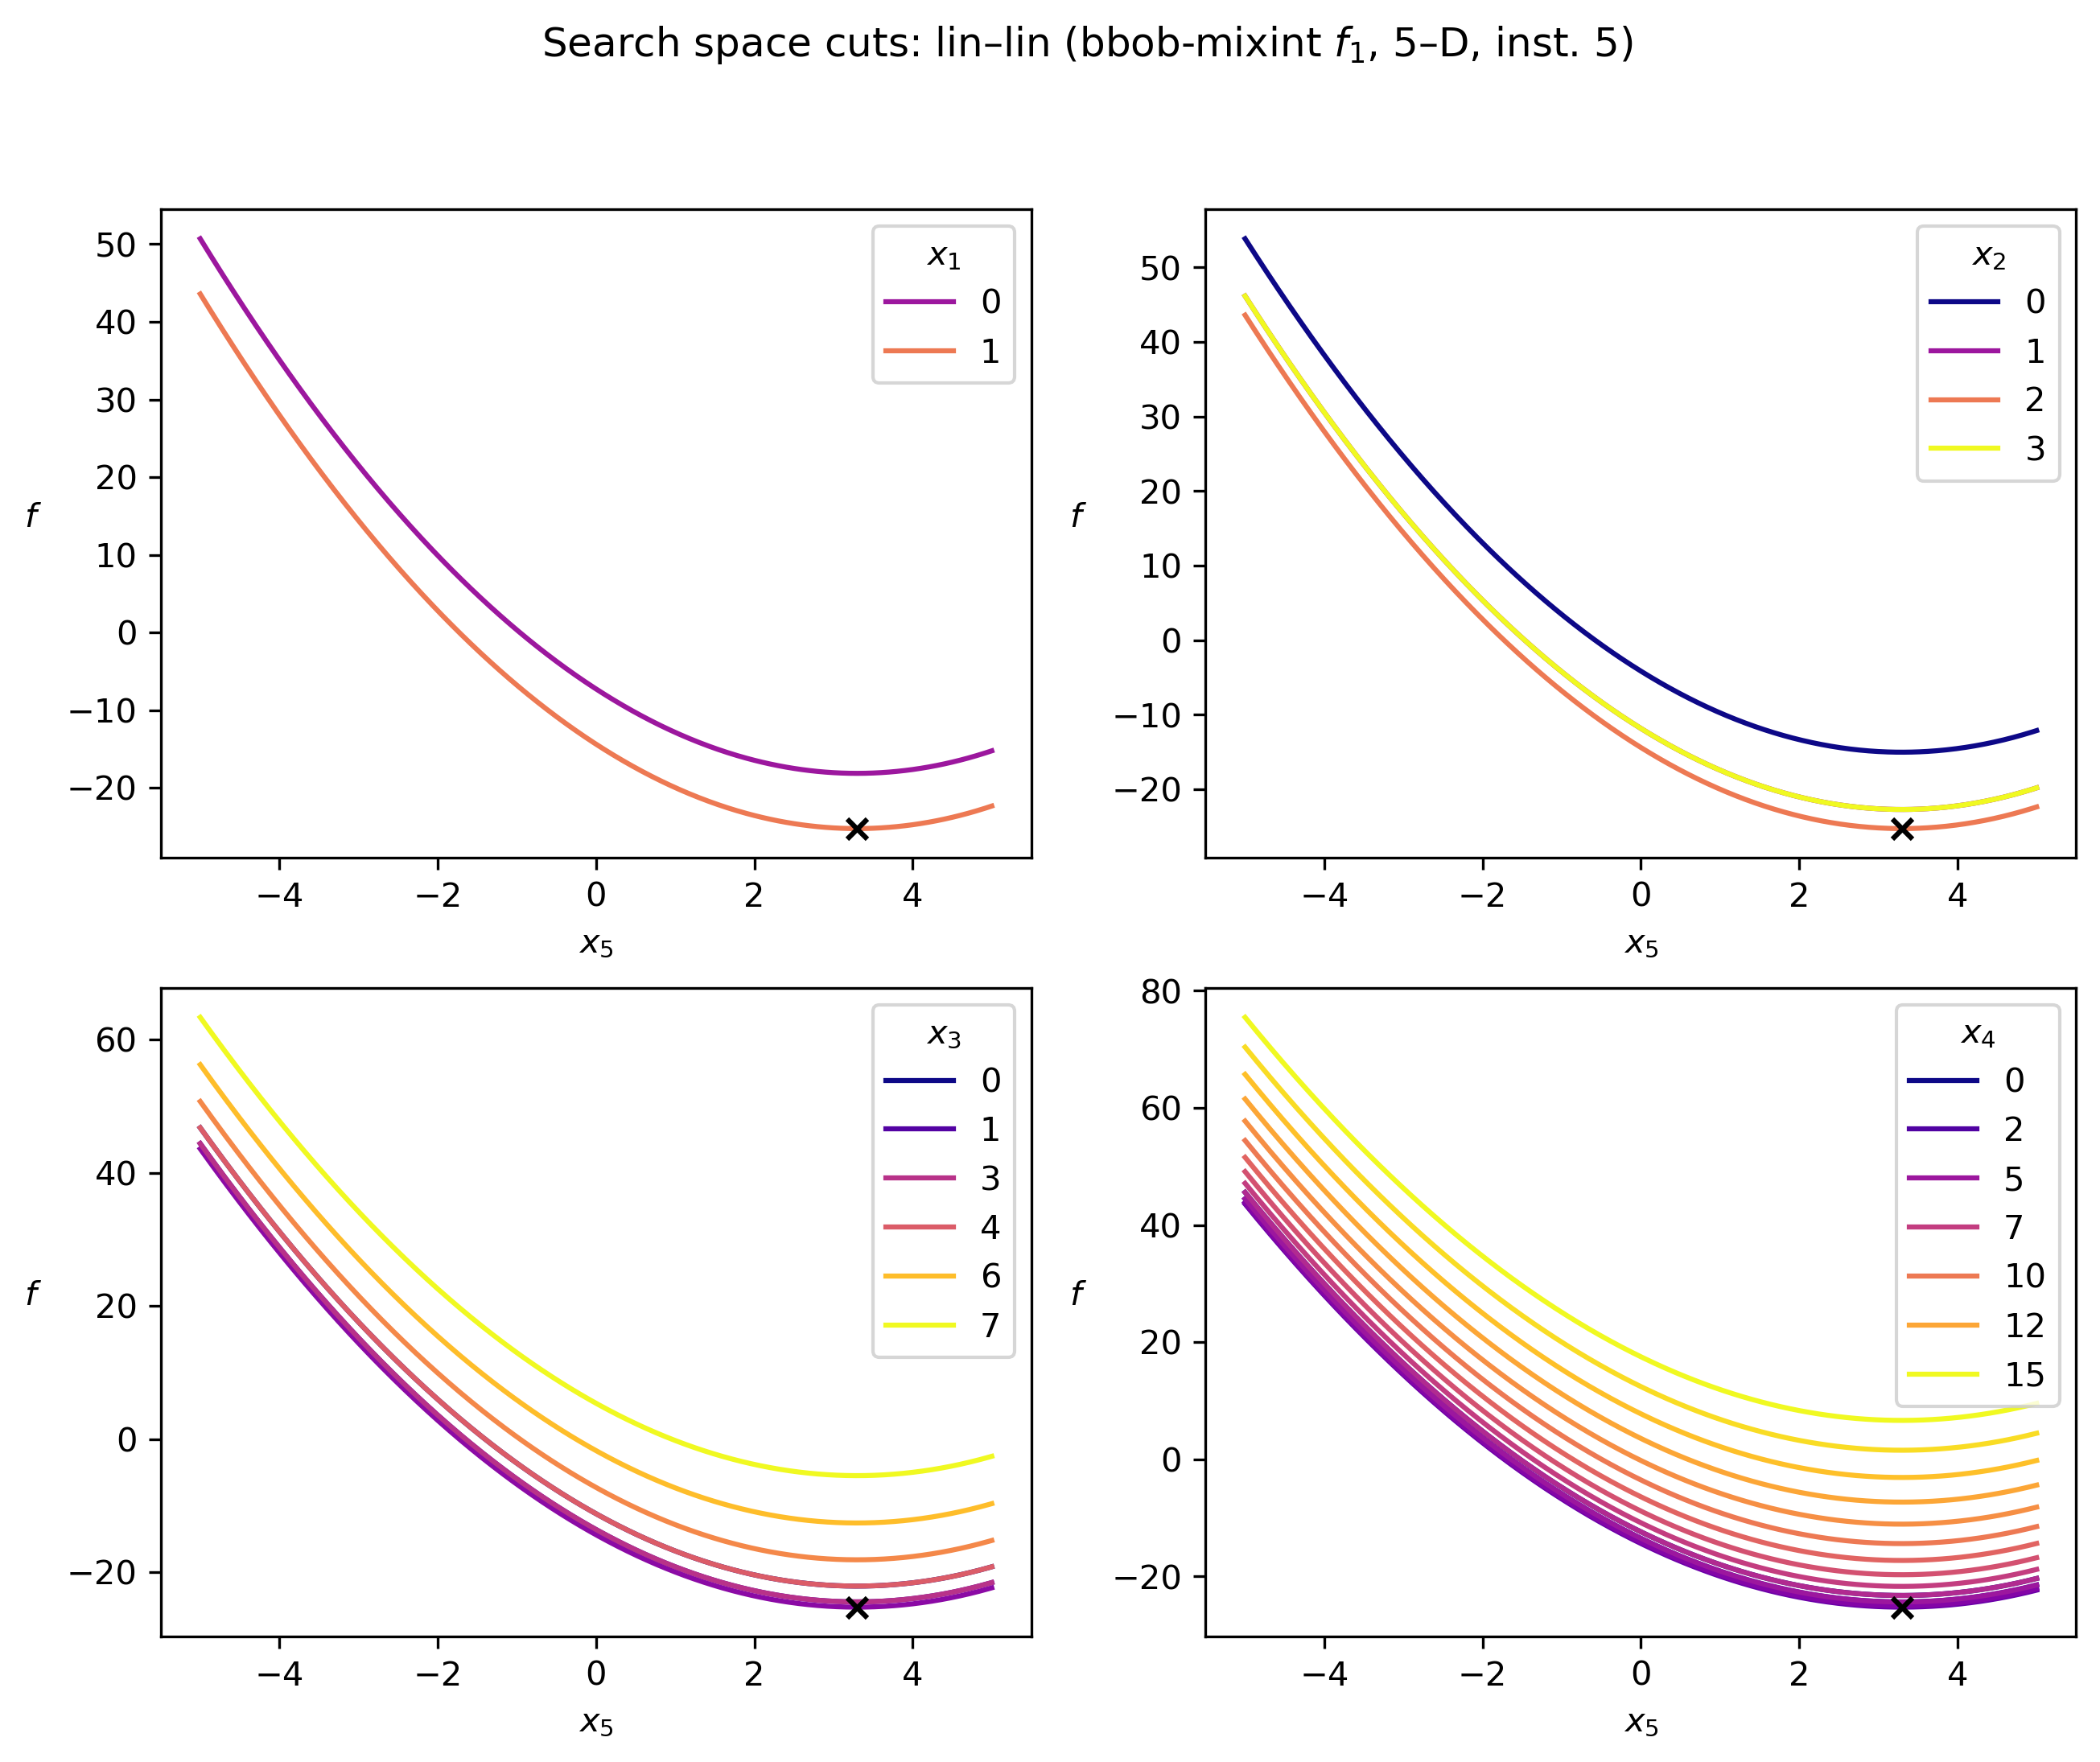 Search space cuts: lin–lin (bbob-mixint f₁, 5–D, inst. 5)
50
40
30
20
10
0
−10
−20
f
−4 −2 0 2 4
x₅
x₁
0
1
50
40
30
20
10
0
−10
−20
f
−4 −2 0 2 4
x₅
x₂
0
1
2
3
60
40
20
0
−20
f
−4 −2 0 2 4
x₅
x₃
0
1
3
4
6
7
80
60
40
20
0
−20
f
−4 −2 0 2 4
x₅
x₄
0
2
5
7
10
12
15